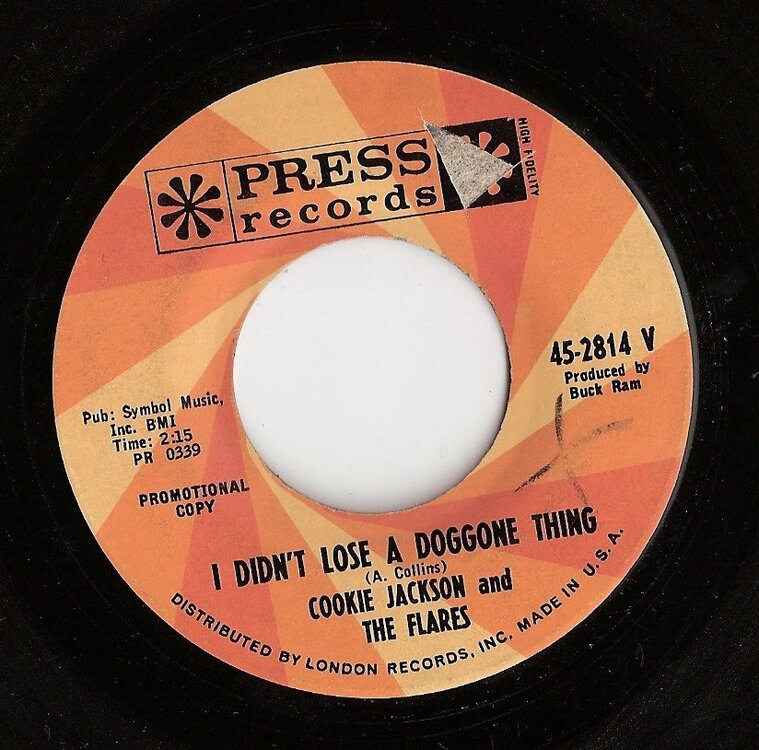 PRESS
records
HIGH FIDELITY
45-2814 V
Produced by
Buck Ram
Pub: Symbol Music,
Inc. BMI
Time: 2:15
PR 0339
PROMOTIONAL
COPY
I DIDN'T LOSE A DOGGONE THING
(A. Collins)
COOKIE JACKSON and
THE FLARES
DISTRIBUTED BY LONDON RECORDS, INC. MADE IN U.S.A.